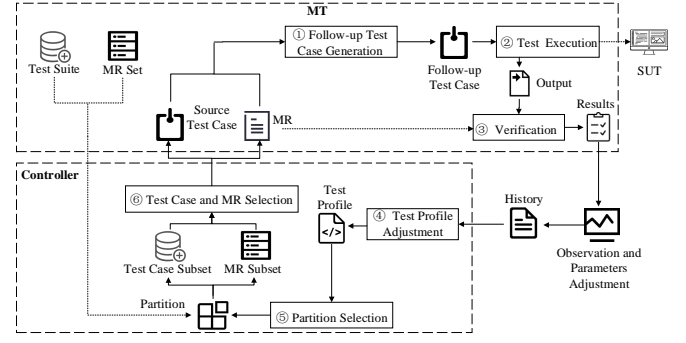 MT
① Follow-up Test
Case Generation
② Test Execution
Test Suite
MR Set
Follow-up
Test Case
Output
SUT
Source
Test Case
MR
③ Verification
Results
Controller
⑥ Test Case and MR Selection
Test
Profile
④ Test Profile
Adjustment
History
</>
Test Case Subset
MR Subset
Observation and
Parameters
Adjustment
Partition
⑤ Partition Selection